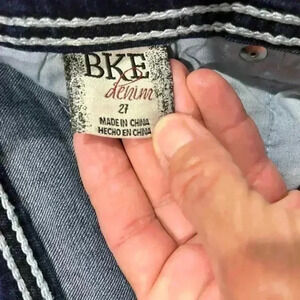 BKE
denim
27
MADE IN CHINA
HECHO EN CHINA